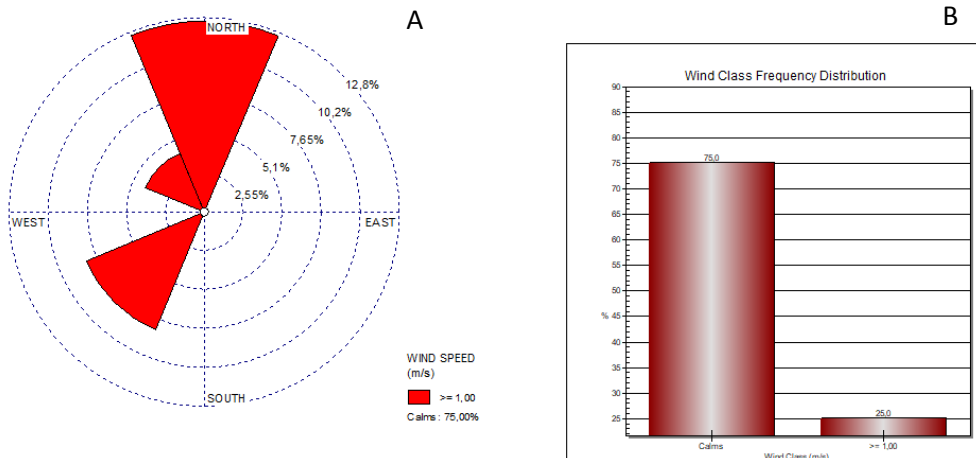 A
NORTH
12,8%
10,2%
7,65%
5,1%
2,55%
WEST
EAST
SOUTH
WIND SPEED
(m/s)
>= 1,00
Calms: 75,00%
B
Wind Class Frequency Distribution
90
85
80
75
70
65
60
55
50
% 45
40
35
30
25
75,0
25,0
Calms
>= 1,00
Wind Class (m/s)